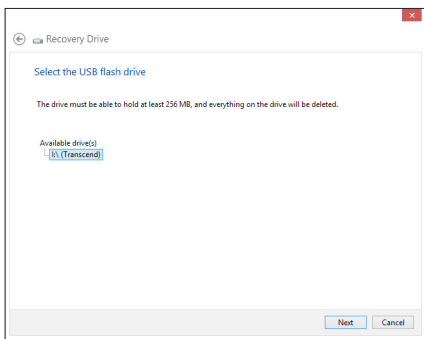 Recovery Drive
Select the USB flash drive
The drive must be able to hold at least 256 MB, and everything on the drive will be deleted.
Available drive(s)
I:\ (Transcend)
Next Cancel